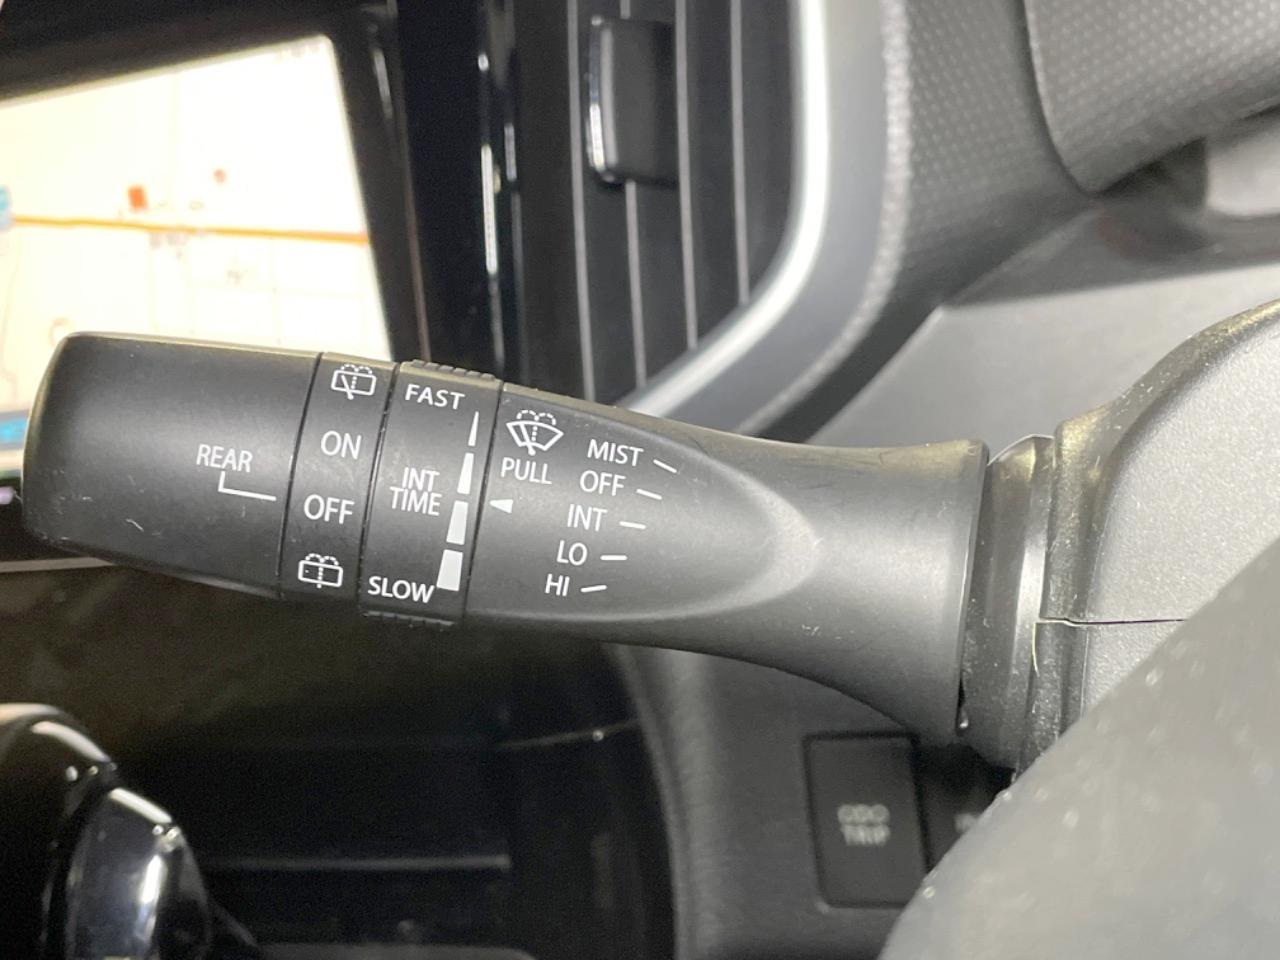 REAR
ON
OFF
FAST
INT
TIME
SLOW
PULL
MIST
OFF
INT
LO
HI
ODO
TRIP